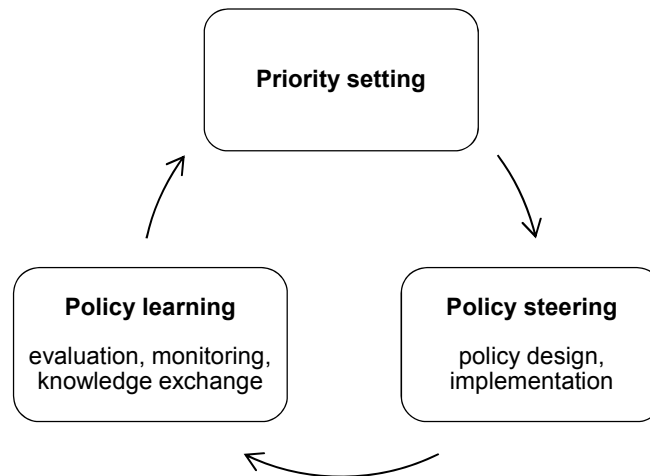 Priority setting
Policy learning
evaluation, monitoring,
knowledge exchange
Policy steering
policy design,
implementation